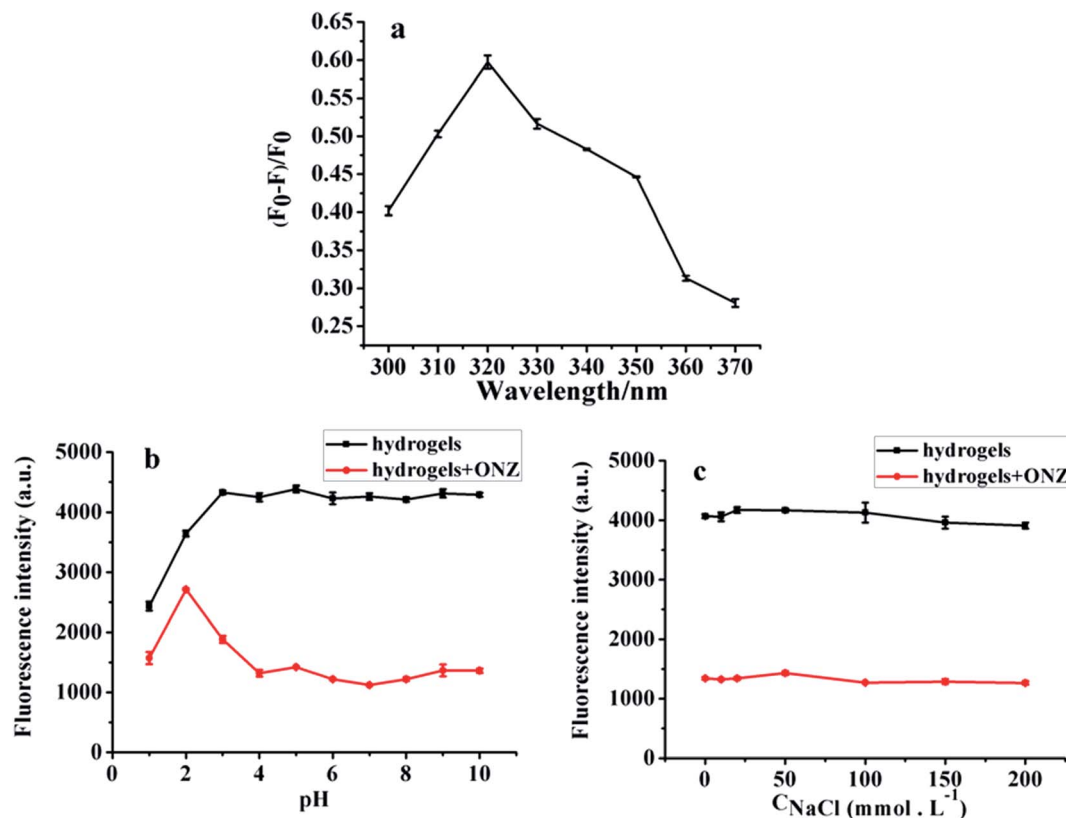 a
0.65
0.60
0.55
0.50
0.45
0.40
0.35
0.30
0.25
(F0-F)/F0
300 310 320 330 340 350 360 370
Wavelength/nm
b
hydrogels
hydrogels+ONZ
5000
4000
3000
2000
1000
0
Fluorescence intensity (a.u.)
0 2 4 6 8 10
pH
c
hydrogels
hydrogels+ONZ
5000
4000
3000
2000
1000
0
Fluorescence intensity (a.u.)
0 50 100 150 200
CNaCl (mmol . L-1)